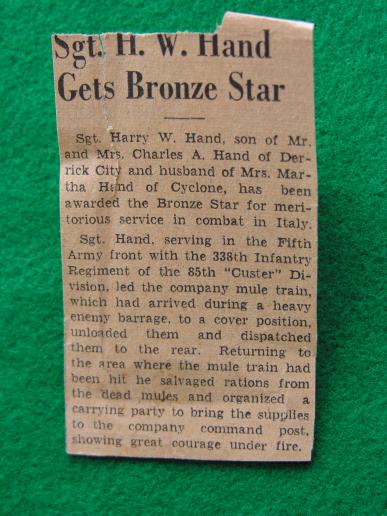 Sgt. H. W. Hand
Gets Bronze Star
Sgt. Harry W. Hand, son of Mr.
and Mrs. Charles A. Hand of Der-
rick City and husband of Mrs. Mar-
tha Hand of Cyclone, has been
awarded the Bronze Star for meri-
torious service in combat in Italy.
Sgt. Hand, serving in the Fifth
Army front with the 338th Infantry
Regiment of the 85th "Custer" Di-
vision, led the company mule train,
which had arrived during a heavy
enemy barrage, to a cover position,
unloaded them and dispatched
them to the rear. Returning to
the area where the mule train had
been hit he salvaged rations from
the dead mules and organized a
carrying party to bring the supplies
to the company command post,
showing great courage under fire.